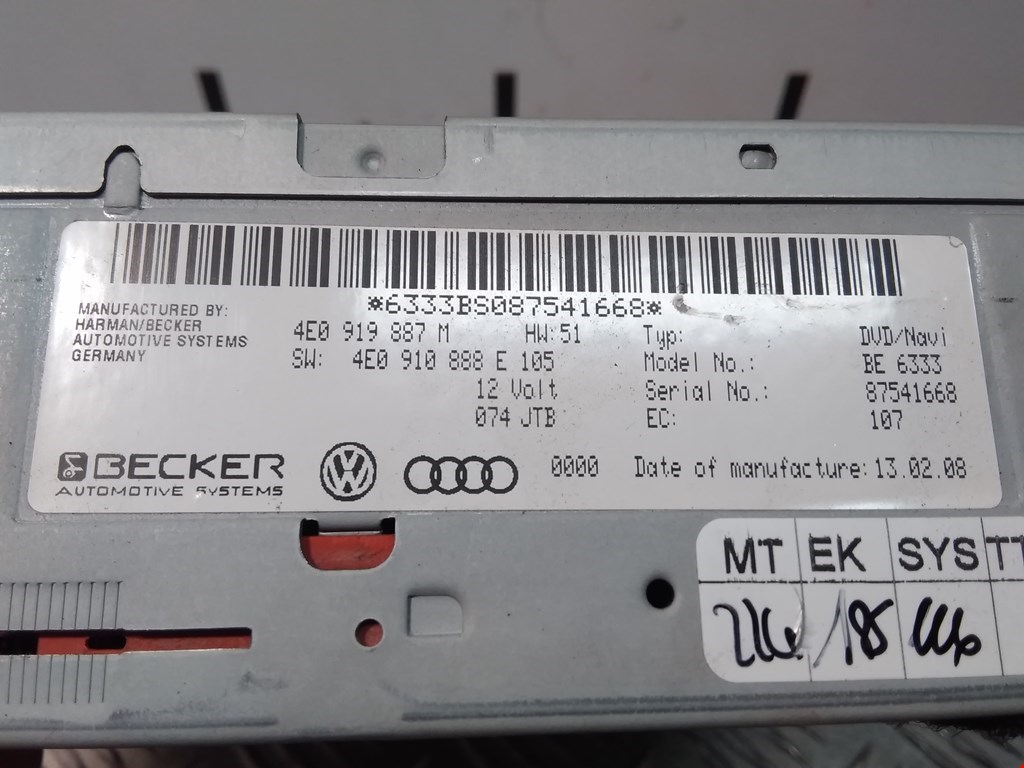 *6333BS087541668*
MANUFACTURED BY:
HARMAN/BECKER
AUTOMOTIVE SYSTEMS
GERMANY
4E0 919 887 M HW:51
SW: 4E0 910 888 E 105
12 Volt
074 JTB
Typ: DVD/Navi
Model No.: BE 6333
Serial No.: 87541668
EC: 107
BECKER
AUTOMOTIVE SYSTEMS
0000 Date of manufacture: 13.02.08
MT EK SYS
18